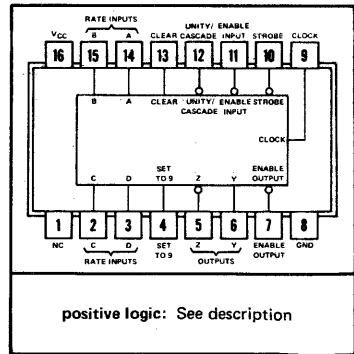 RATE INPUTS
UNITY/ ENABLE
VCC B A CLEAR CASCADE INPUT STROBE CLOCK
16 15 14 13 12 11 10 9
B A CLEAR UNITY/ ENABLE STROBE
CASCADE INPUT
CLOCK
SET ENABLE
C D TO 9 Z Y OUTPUT
1 2 3 4 5 6 7 8
NC C D SET Z Y ENABLE GND
RATE INPUTS TO 9 OUTPUTS OUTPUT
positive logic: See description